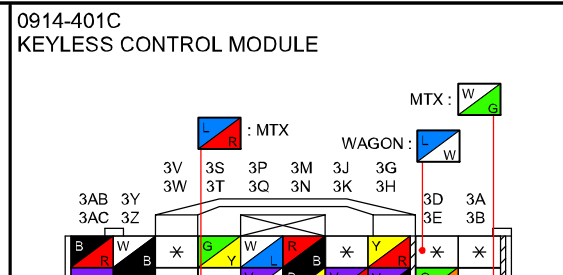 0914-401C
KEYLESS CONTROL MODULE
MTX : W G
L R : MTX
WAGON : L W
3V 3S 3P 3M 3J 3G
3W 3T 3Q 3N 3K 3H
3AB 3Y 3D 3A
3AC 3Z 3E 3B
B R W B * G Y W L R B * Y R * *